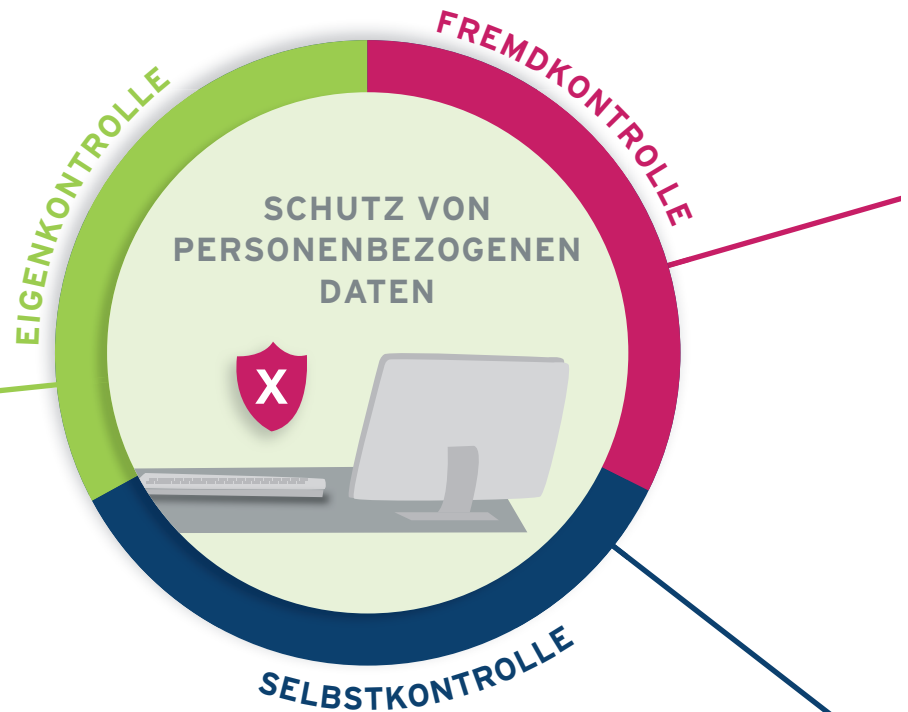 EIGENKONTROLLE
FREMDKONTROLLE
SCHUTZ VON
PERSONENBEZOGENEN
DATEN
X
SELBSTKONTROLLE